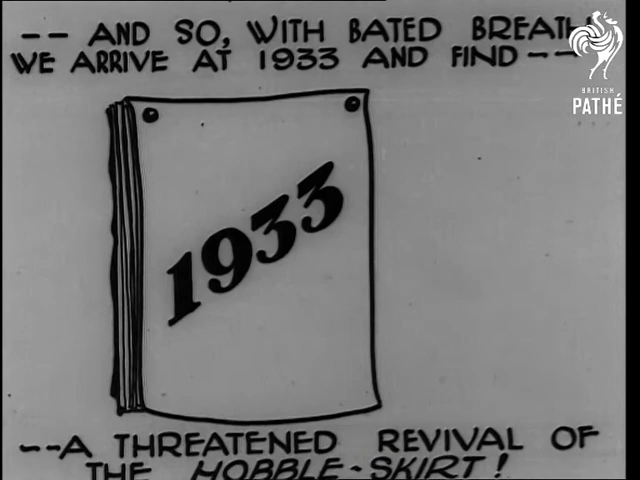 -- AND SO, WITH BATED BREATH
WE ARRIVE AT 1933 AND FIND --
BRITISH
PATHÉ
1933
--A THREATENED REVIVAL OF
THE HOBBLE-SKIRT!